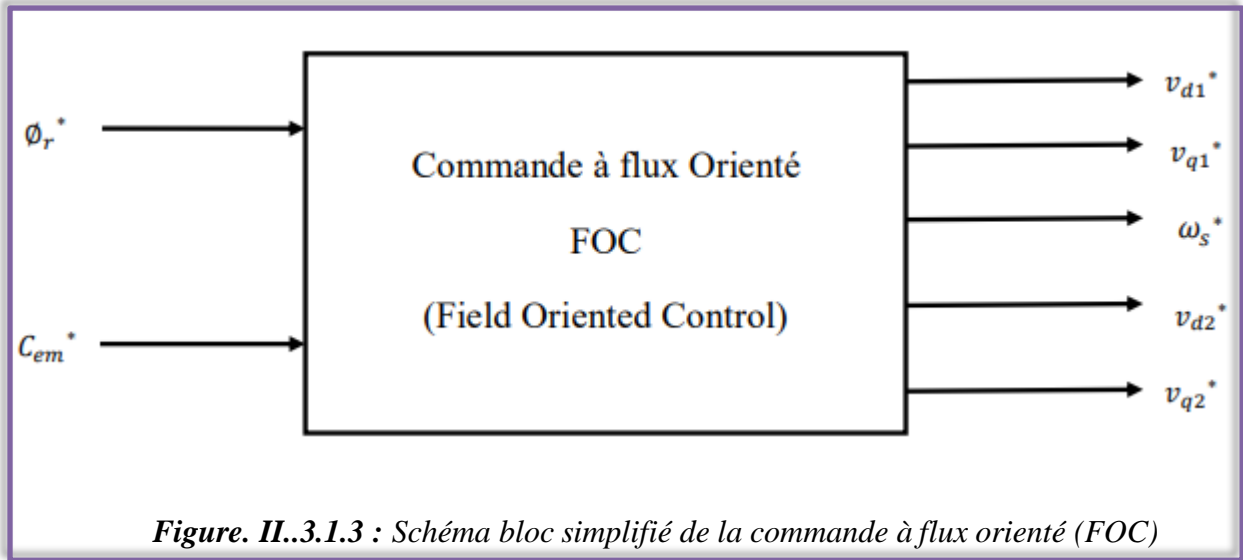 Ø_r*
C_em*
Commande à flux Orienté
FOC
(Field Oriented Control)
v_d1*
v_q1*
ω_s*
v_d2*
v_q2*
Figure. II..3.1.3 : Schéma bloc simplifié de la commande à flux orienté (FOC)